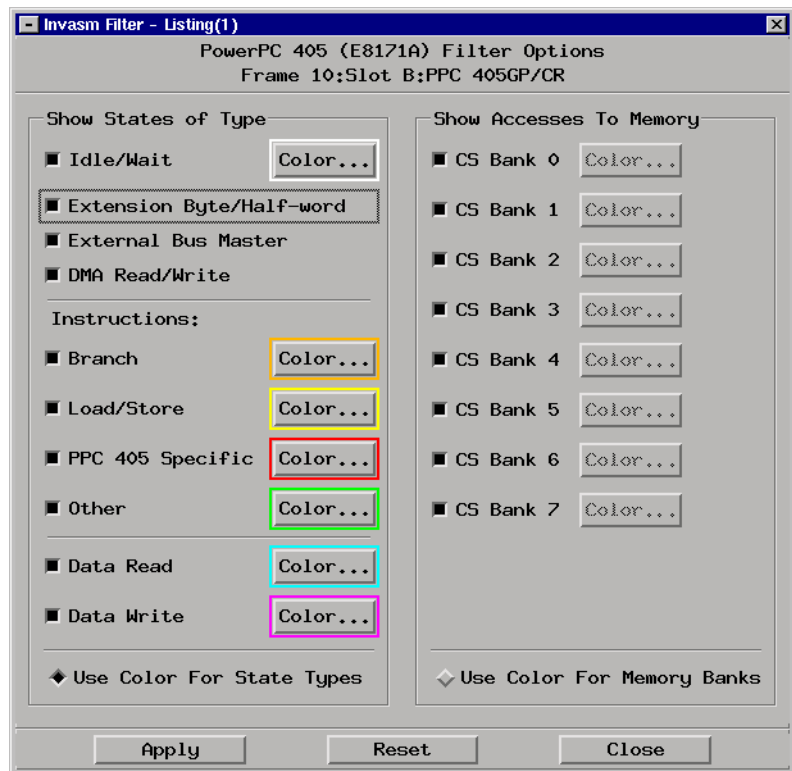 Invasm Filter - Listing(1)
PowerPC 405 (E8171A) Filter Options
Frame 10:Slot B:PPC 405GP/CR
Show States of Type
Idle/Wait Color...
Extension Byte/Half-word
External Bus Master
DMA Read/Write
Instructions:
Branch Color...
Load/Store Color...
PPC 405 Specific Color...
Other Color...
Data Read Color...
Data Write Color...
Use Color For State Types
Show Accesses To Memory
CS Bank 0 Color...
CS Bank 1 Color...
CS Bank 2 Color...
CS Bank 3 Color...
CS Bank 4 Color...
CS Bank 5 Color...
CS Bank 6 Color...
CS Bank 7 Color...
Use Color For Memory Banks
Apply Reset Close